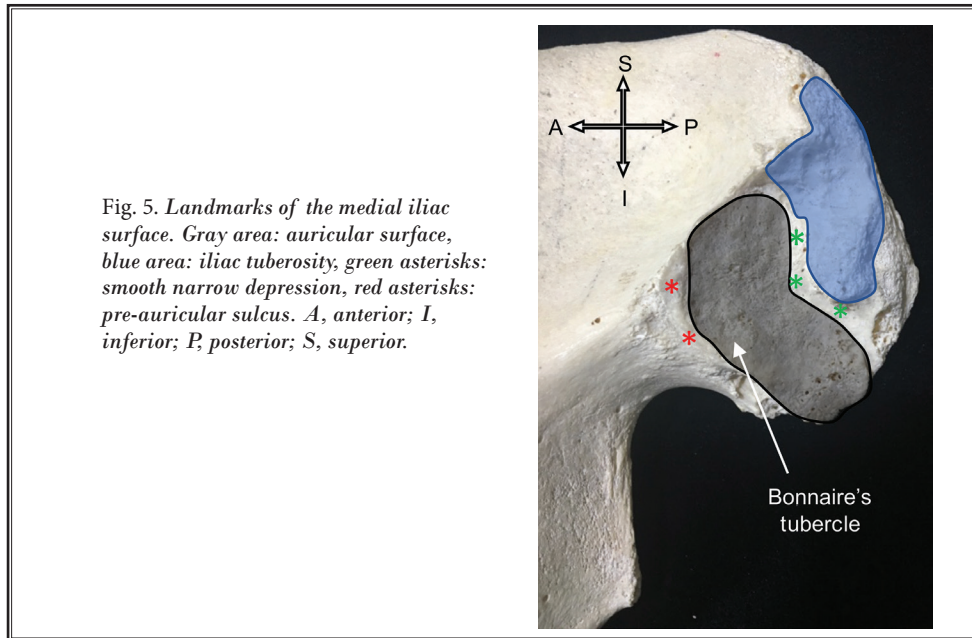 Fig. 5. Landmarks of the medial iliac
surface. Gray area: auricular surface,
blue area: iliac tuberosity, green asterisks:
smooth narrow depression, red asterisks:
pre-auricular sulcus. A, anterior; I,
inferior; P, posterior; S, superior.
S
A P
I
*
*
*
*
*
Bonnaire's
tubercle